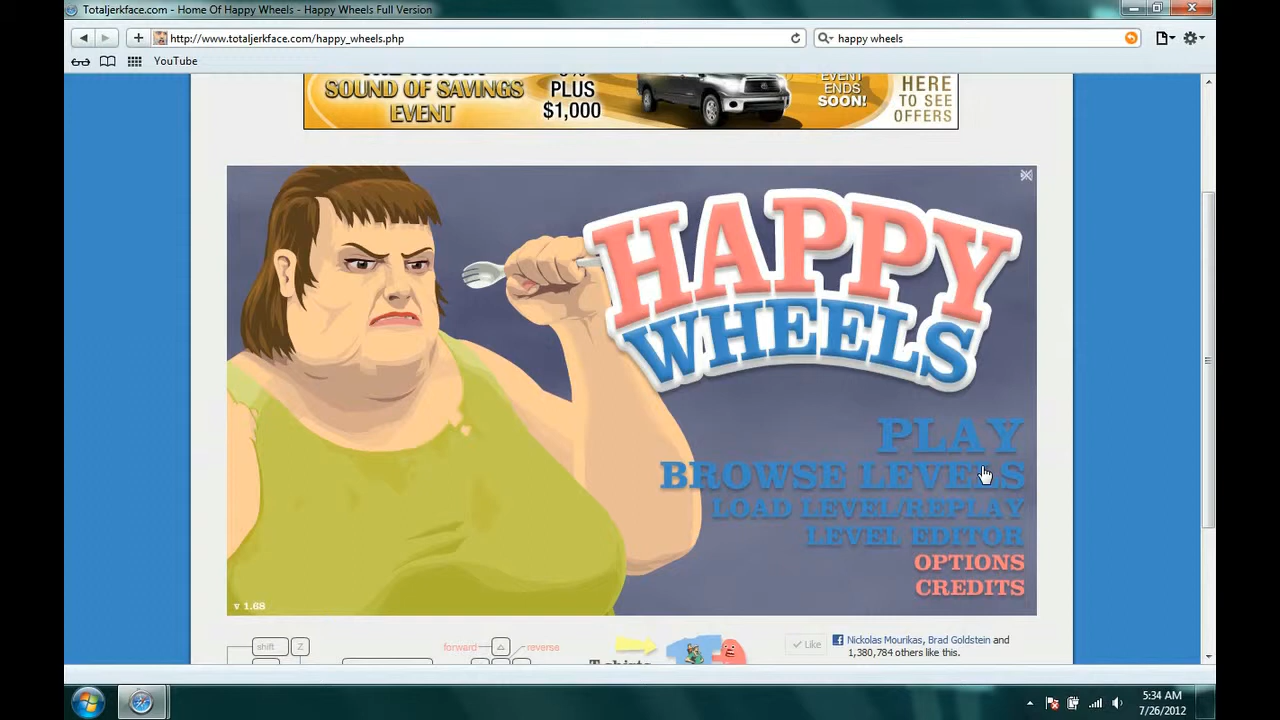 Totaljerkface.com - Home Of Happy Wheels - Happy Wheels Full Version
http://www.totaljerkface.com/happy_wheels.php
happy wheels
YouTube
SOUND OF SAVINGS
EVENT
PLUS
$1,000
EVENT
ENDS
SOON!
HERE
TO SEE
OFFERS
HAPPY
WHEELS
PLAY
BROWSE LEVELS
LOAD LEVEL/REPLAY
LEVEL EDITOR
OPTIONS
CREDITS
v 1.68
shift
Z
forward
reverse
Like
Nickolas Mourikas, Brad Goldstein and
1,380,784 others like this.
5:34 AM
7/26/2012